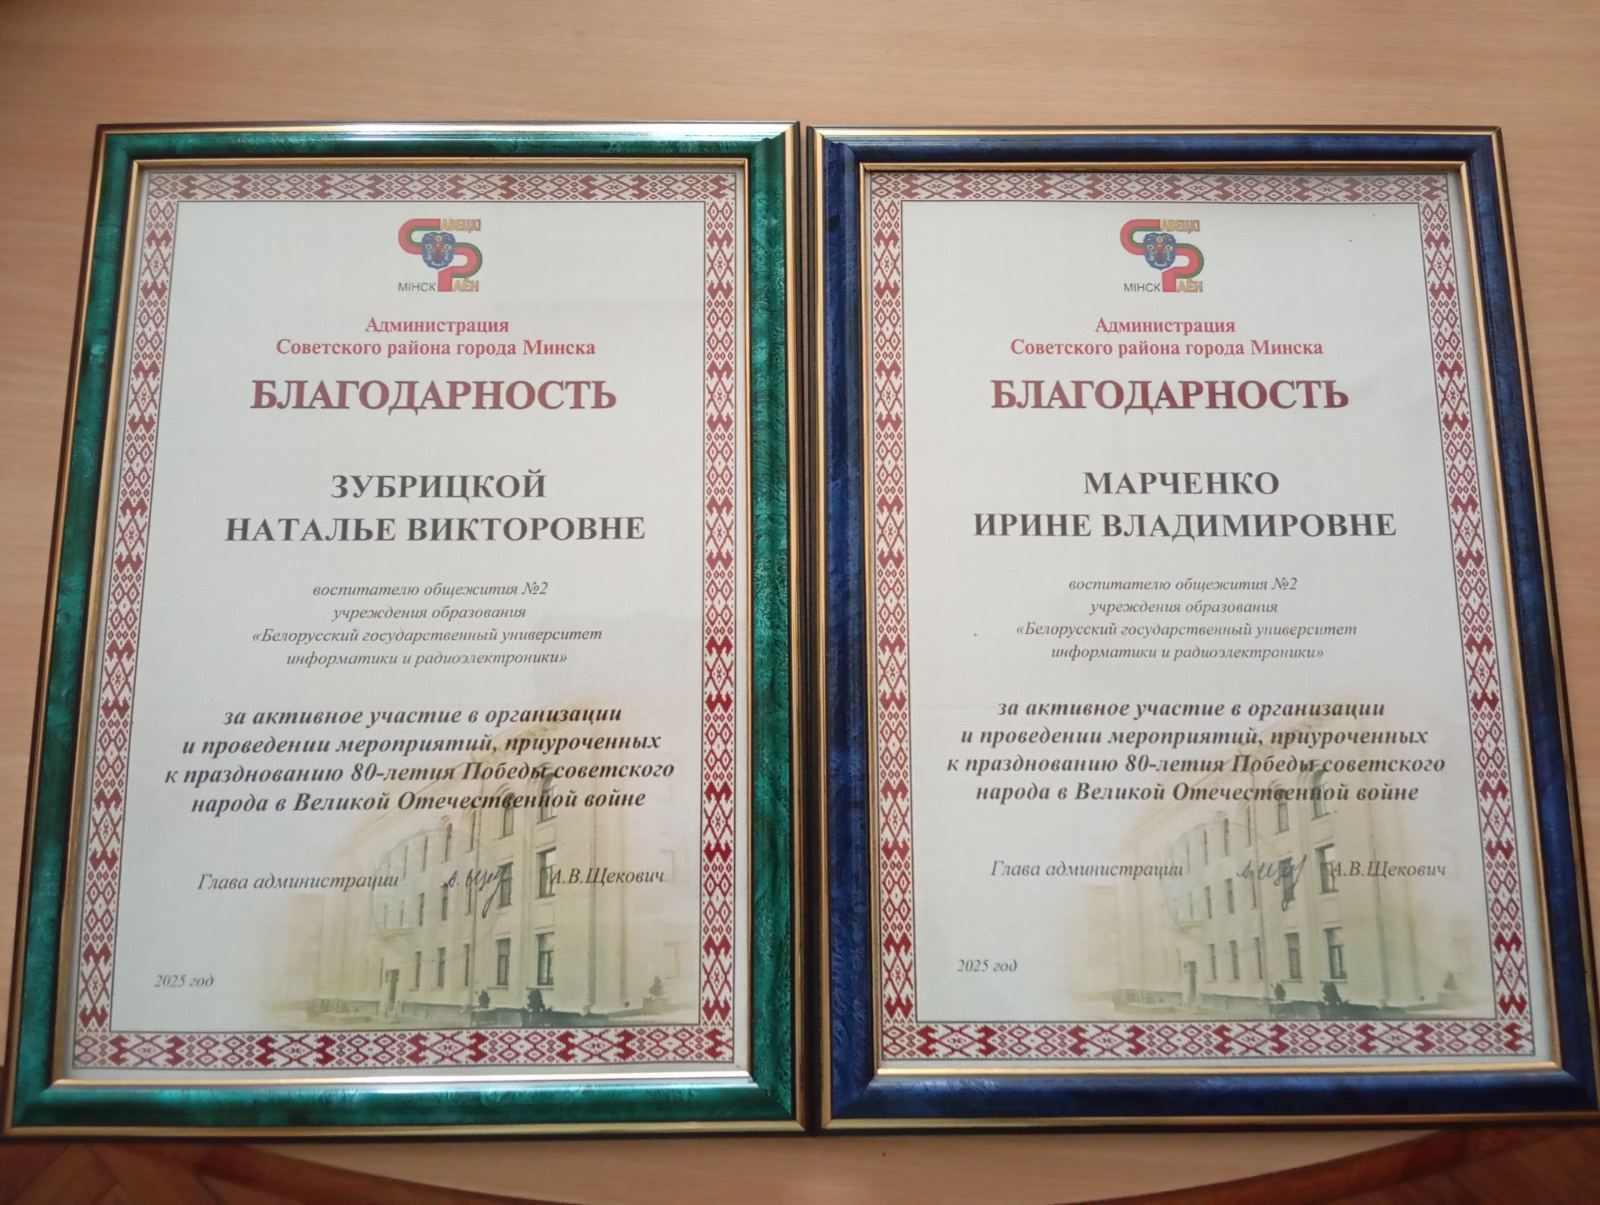 САВЕЦКІ
МІНСК РАЁН
Администрация
Советского района города Минска
БЛАГОДАРНОСТЬ
ЗУБРИЦКОЙ
НАТАЛЬЕ ВИКТОРОВНЕ
воспитателю общежития №2
учреждения образования
«Белорусский государственный университет
информатики и радиоэлектроники»
за активное участие в организации
и проведении мероприятий, приуроченных
к празднованию 80-летия Победы советского
народа в Великой Отечественной войне
Глава администрации А.В.Щекович
2025 год
САВЕЦКІ
МІНСК РАЁН
Администрация
Советского района города Минска
БЛАГОДАРНОСТЬ
МАРЧЕНКО
ИРИНЕ ВЛАДИМИРОВНЕ
воспитателю общежития №2
учреждения образования
«Белорусский государственный университет
информатики и радиоэлектроники»
за активное участие в организации
и проведении мероприятий, приуроченных
к празднованию 80-летия Победы советского
народа в Великой Отечественной войне
Глава администрации А.В.Щекович
2025 год